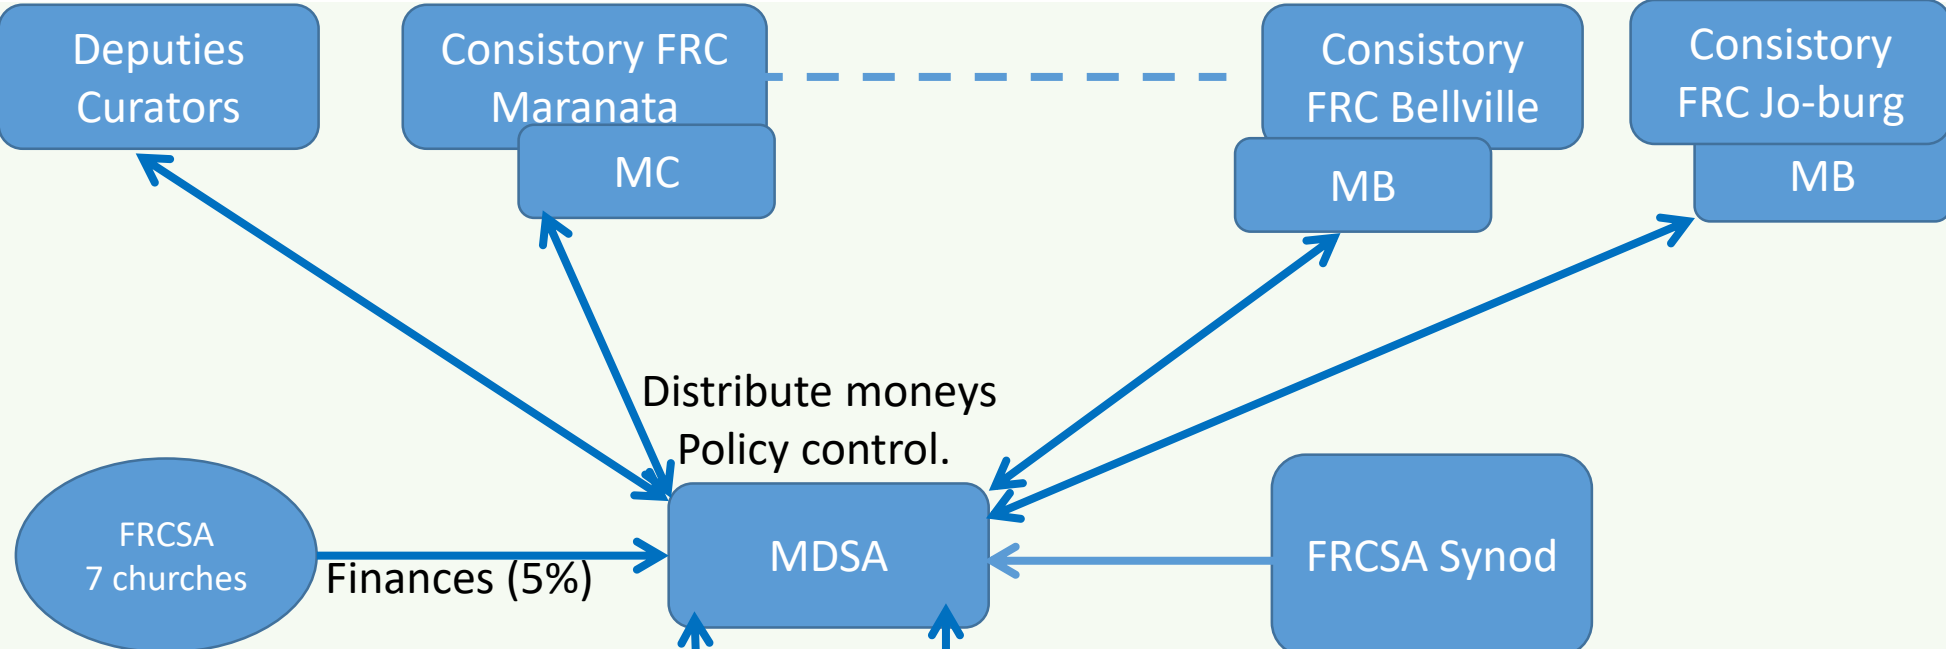 Deputies
Curators
Consistory FRC
Maranata
MC
Consistory
FRC Bellville
MB
Consistory
FRC Jo-burg
MB
Distribute moneys
Policy control.
FRCSA
7 churches
Finances (5%)
MDSA
FRCSA Synod